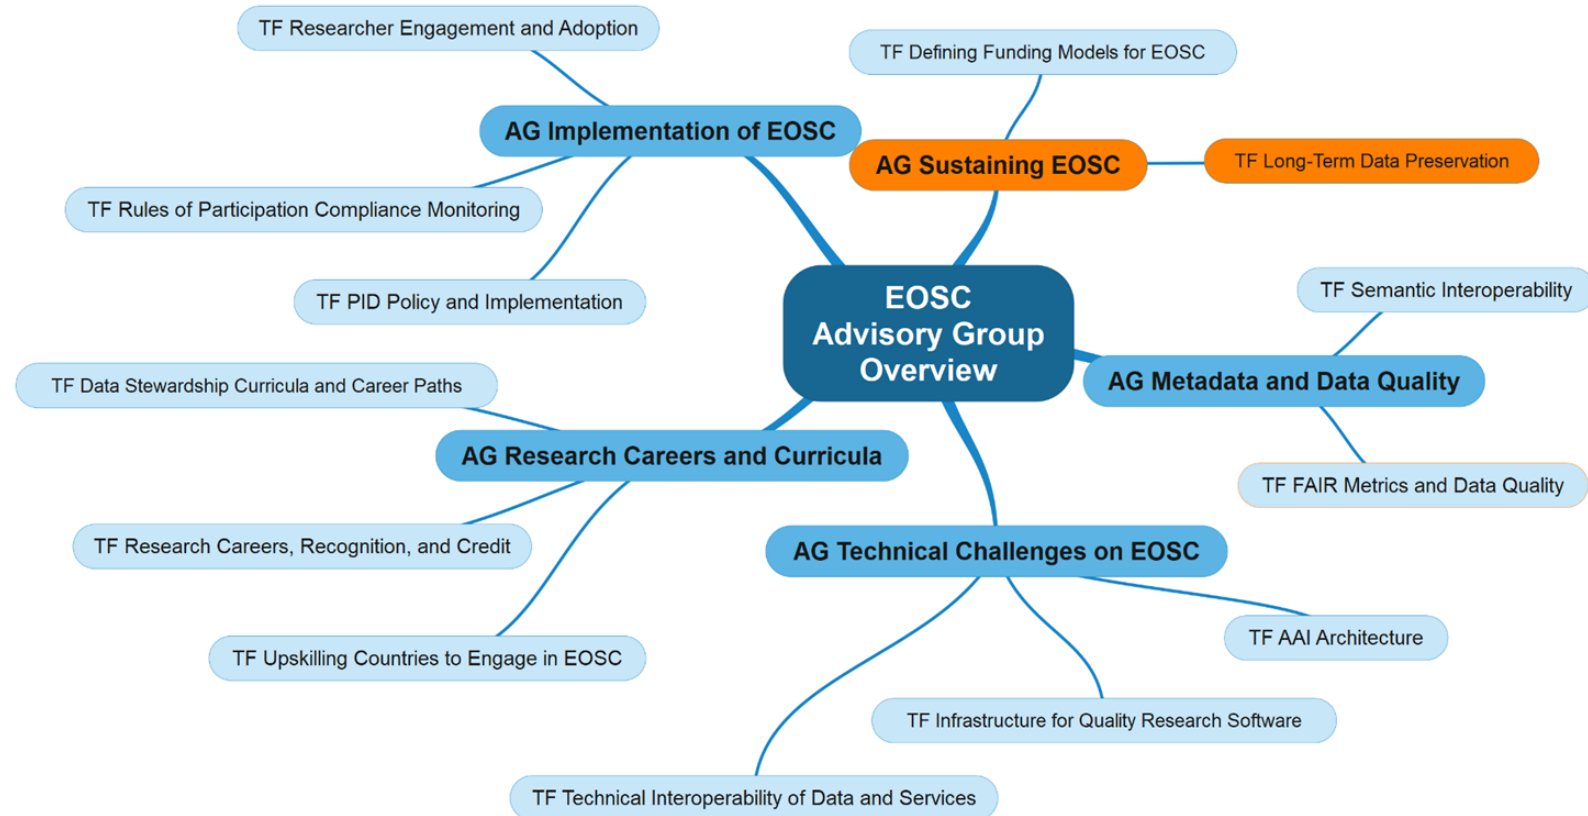 TF Researcher Engagement and Adoption
TF Defining Funding Models for EOSC
AG Implementation of EOSC
AG Sustaining EOSC
TF Long-Term Data Preservation
TF Rules of Participation Compliance Monitoring
TF PID Policy and Implementation
EOSC
Advisory Group
Overview
TF Semantic Interoperability
AG Metadata and Data Quality
TF Data Stewardship Curricula and Career Paths
AG Research Careers and Curricula
TF FAIR Metrics and Data Quality
TF Research Careers, Recognition, and Credit
AG Technical Challenges on EOSC
TF AAI Architecture
TF Upskilling Countries to Engage in EOSC
TF Infrastructure for Quality Research Software
TF Technical Interoperability of Data and Services